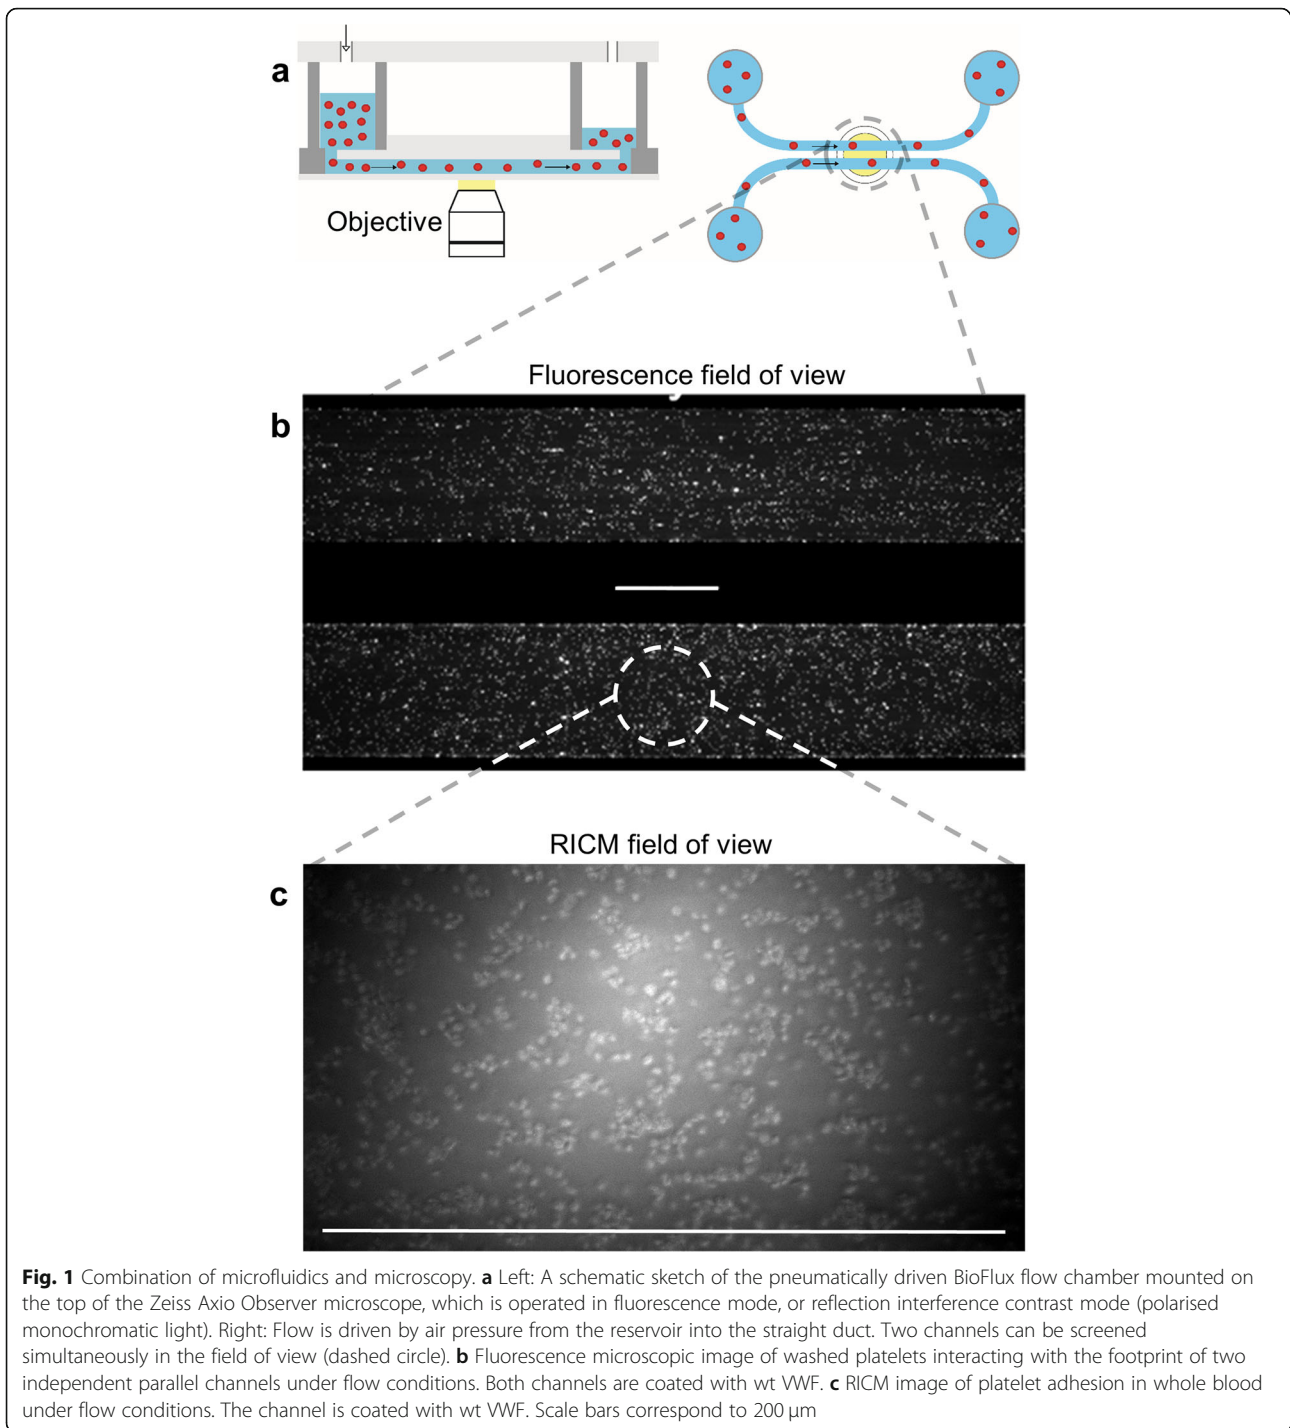 a
Objective
Fluorescence field of view
b
RICM field of view
c
Fig. 1 Combination of microfluidics and microscopy. a Left: A schematic sketch of the pneumatically driven BioFlux flow chamber mounted on
the top of the Zeiss Axio Observer microscope, which is operated in fluorescence mode, or reflection interference contrast mode (polarised
monochromatic light). Right: Flow is driven by air pressure from the reservoir into the straight duct. Two channels can be screened
simultaneously in the field of view (dashed circle). b Fluorescence microscopic image of washed platelets interacting with the footprint of two
independent parallel channels under flow conditions. Both channels are coated with wt VWF. c RICM image of platelet adhesion in whole blood
under flow conditions. The channel is coated with wt VWF. Scale bars correspond to 200 μm